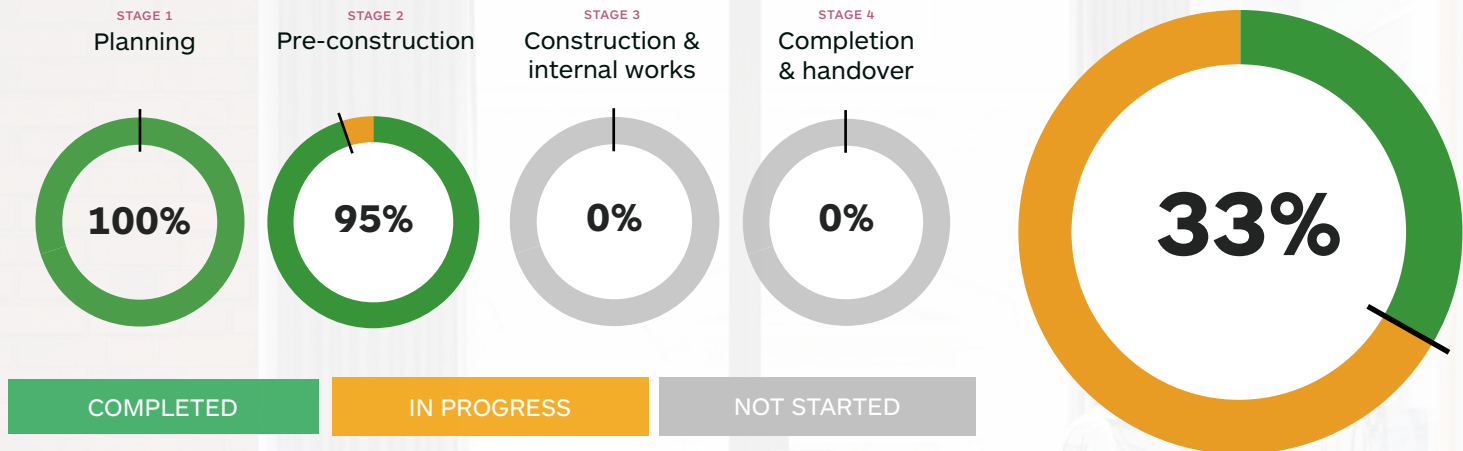 STAGE 1
Planning
100%
STAGE 2
Pre-construction
95%
STAGE 3
Construction &
internal works
0%
STAGE 4
Completion
& handover
0%
33%
COMPLETED
IN PROGRESS
NOT STARTED